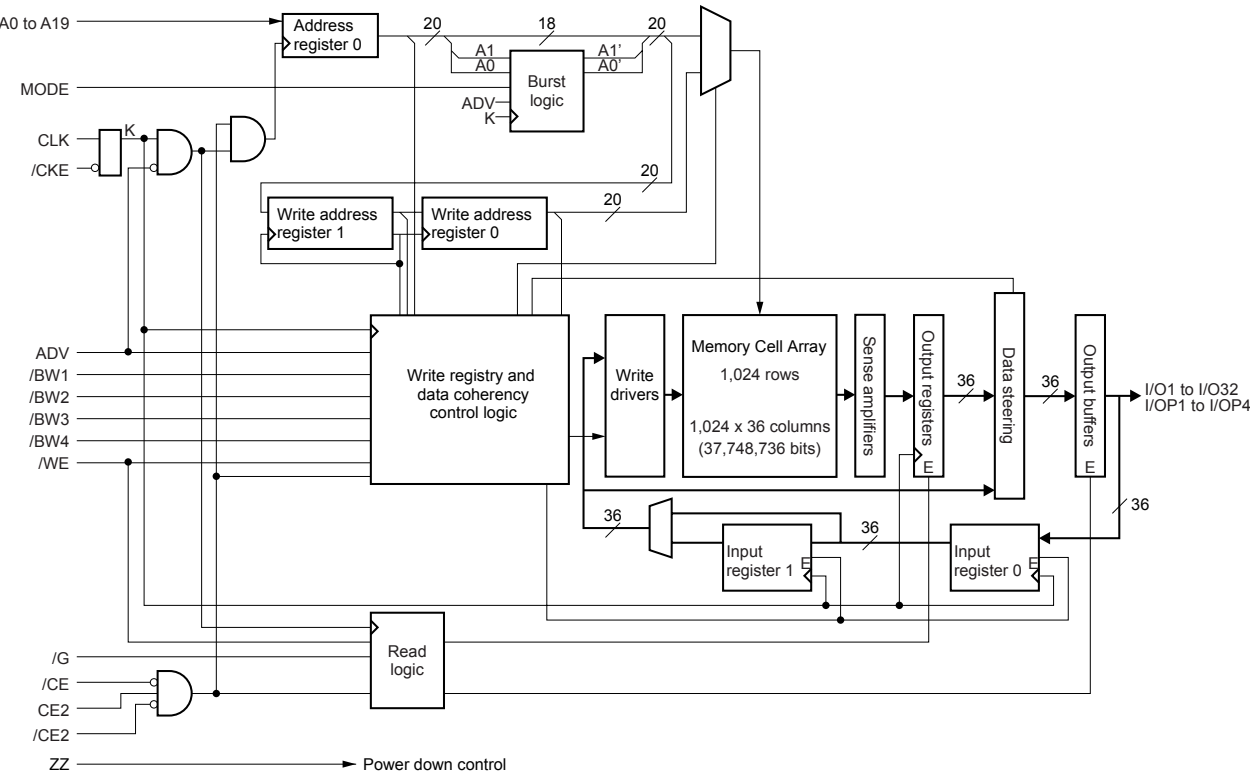 A0 to A19
Address
register 0
20
18
20
A1
A0
A1’
A0’
Burst
logic
MODE
ADV
K
CLK
K
/CKE
20
20
Write address
register 1
Write address
register 0
ADV
/BW1
/BW2
/BW3
/BW4
/WE
Write registry and
data coherency
control logic
Write
drivers
Memory Cell Array
1,024 rows
1,024 x 36 columns
(37,748,736 bits)
Sense amplifiers
Output registers
E
36
Data steering
36
Output buffers
E
I/O1 to I/O32
I/OP1 to I/OP4
36
36
36
Input
register 1
E
Input
register 0
E
Read
logic
/G
/CE
CE2
/CE2
ZZ
Power down control